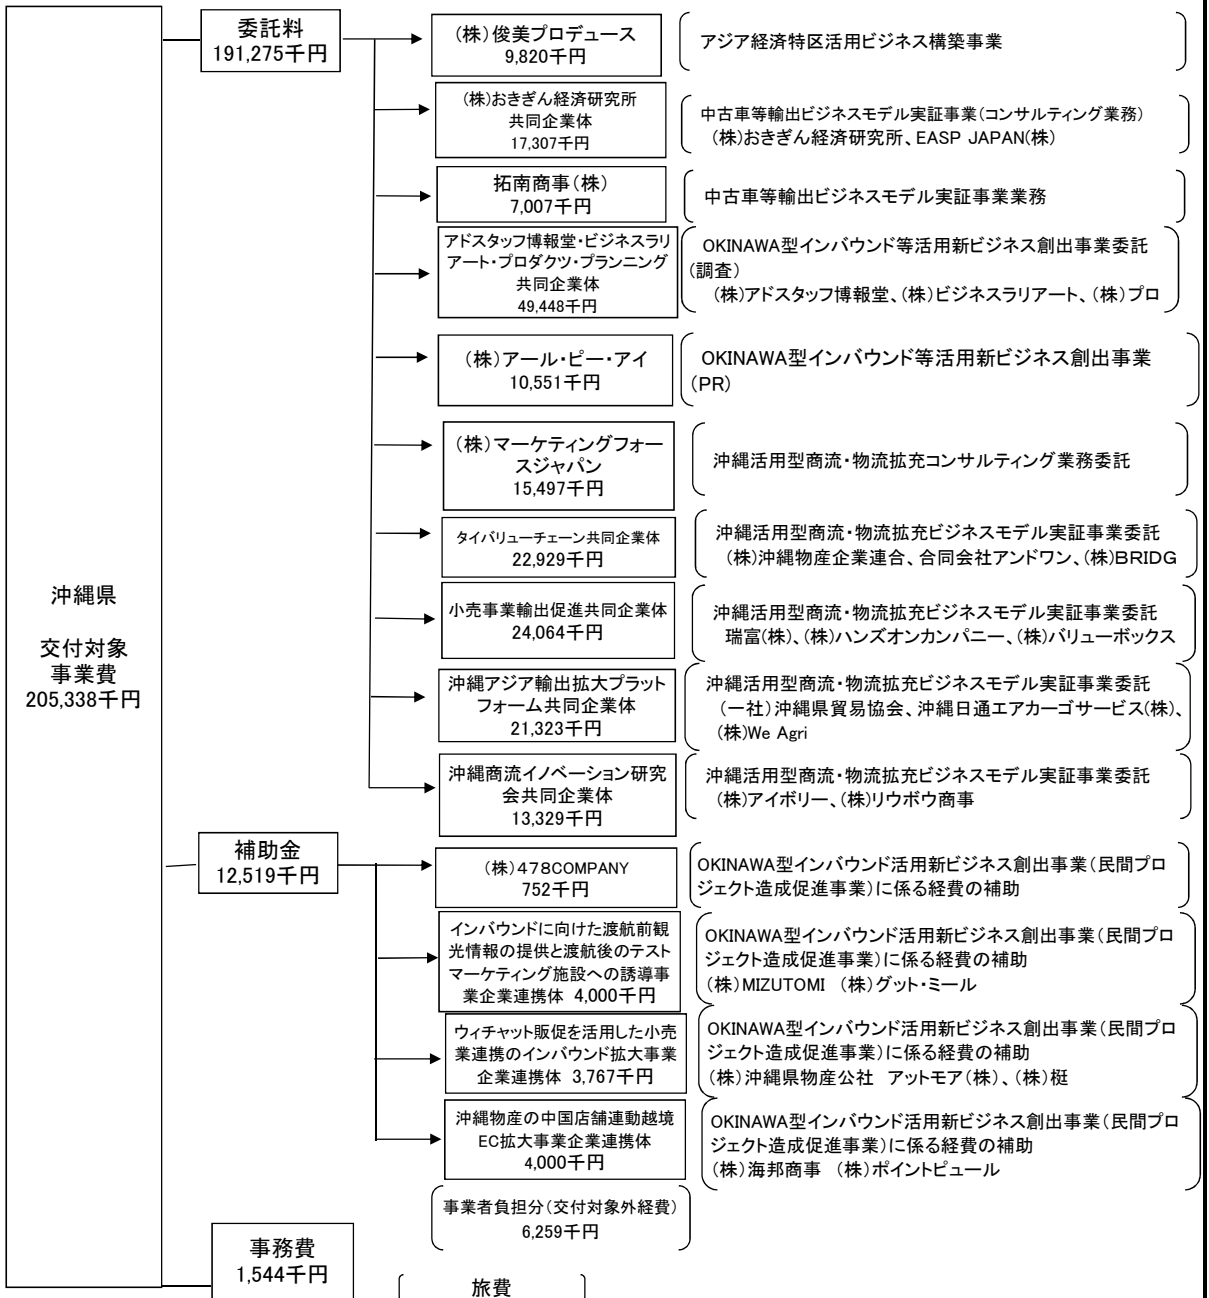 沖縄県
交付対象
事業費
205,338千円
委託料
191,275千円
(株)俊美プロデュース
9,820千円
アジア経済特区活用ビジネス構築事業
(株)おきぎん経済研究所
共同企業体
17,307千円
中古車等輸出ビジネスモデル実証事業(コンサルティング業務)
(株)おきぎん経済研究所、EASP JAPAN(株)
拓南商事(株)
7,007千円
中古車等輸出ビジネスモデル実証事業業務
アドスタッフ博報堂・ビジネスラリ
アート・プロダクツ・プランニング
共同企業体
49,448千円
OKINAWA型インバウンド等活用新ビジネス創出事業委託
(調査)
(株)アドスタッフ博報堂、(株)ビジネスラリアート、(株)プロ
(株)アール・ピー・アイ
10,551千円
OKINAWA型インバウンド等活用新ビジネス創出事業
(PR)
(株)マーケティングフォー
スジャパン
15,497千円
沖縄活用型商流・物流拡充コンサルティング業務委託
タイバリューチェーン共同企業体
22,929千円
沖縄活用型商流・物流拡充ビジネスモデル実証事業委託
(株)沖縄物産企業連合、合同会社アンドワン、(株)BRIDG
小売事業輸出促進共同企業体
24,064千円
沖縄活用型商流・物流拡充ビジネスモデル実証事業委託
瑞富(株)、(株)ハンズオンカンパニー、(株)バリューボックス
沖縄アジア輸出拡大プラット
フォーム共同企業体
21,323千円
沖縄活用型商流・物流拡充ビジネスモデル実証事業委託
(一社)沖縄県貿易協会、沖縄日通エアカーゴサービス(株)、
(株)We Agri
沖縄商流イノベーション研究
会共同企業体
13,329千円
沖縄活用型商流・物流拡充ビジネスモデル実証事業委託
(株)アイボリー、(株)リウボウ商事
補助金
12,519千円
(株)478COMPANY
752千円
OKINAWA型インバウンド活用新ビジネス創出事業(民間プロ
ジェクト造成促進事業)に係る経費の補助
インバウンドに向けた渡航前観
光情報の提供と渡航後のテスト
マーケティング施設への誘導事
業企業連携体 4,000千円
OKINAWA型インバウンド活用新ビジネス創出事業(民間プロ
ジェクト造成促進事業)に係る経費の補助
(株)MIZUTOMI (株)グット・ミール
ウィチャット販促を活用した小売
業連携のインバウンド拡大事業
企業連携体 3,767千円
OKINAWA型インバウンド活用新ビジネス創出事業(民間プロ
ジェクト造成促進事業)に係る経費の補助
(株)沖縄県物産公社 アットモア(株)、(株)梃
沖縄物産の中国店舗連動越境
EC拡大事業企業連携体
4,000千円
OKINAWA型インバウンド活用新ビジネス創出事業(民間プロ
ジェクト造成促進事業)に係る経費の補助
(株)海邦商事 (株)ポイントピュール
事業者負担分(交付対象外経費)
6,259千円
事務費
1,544千円
旅費